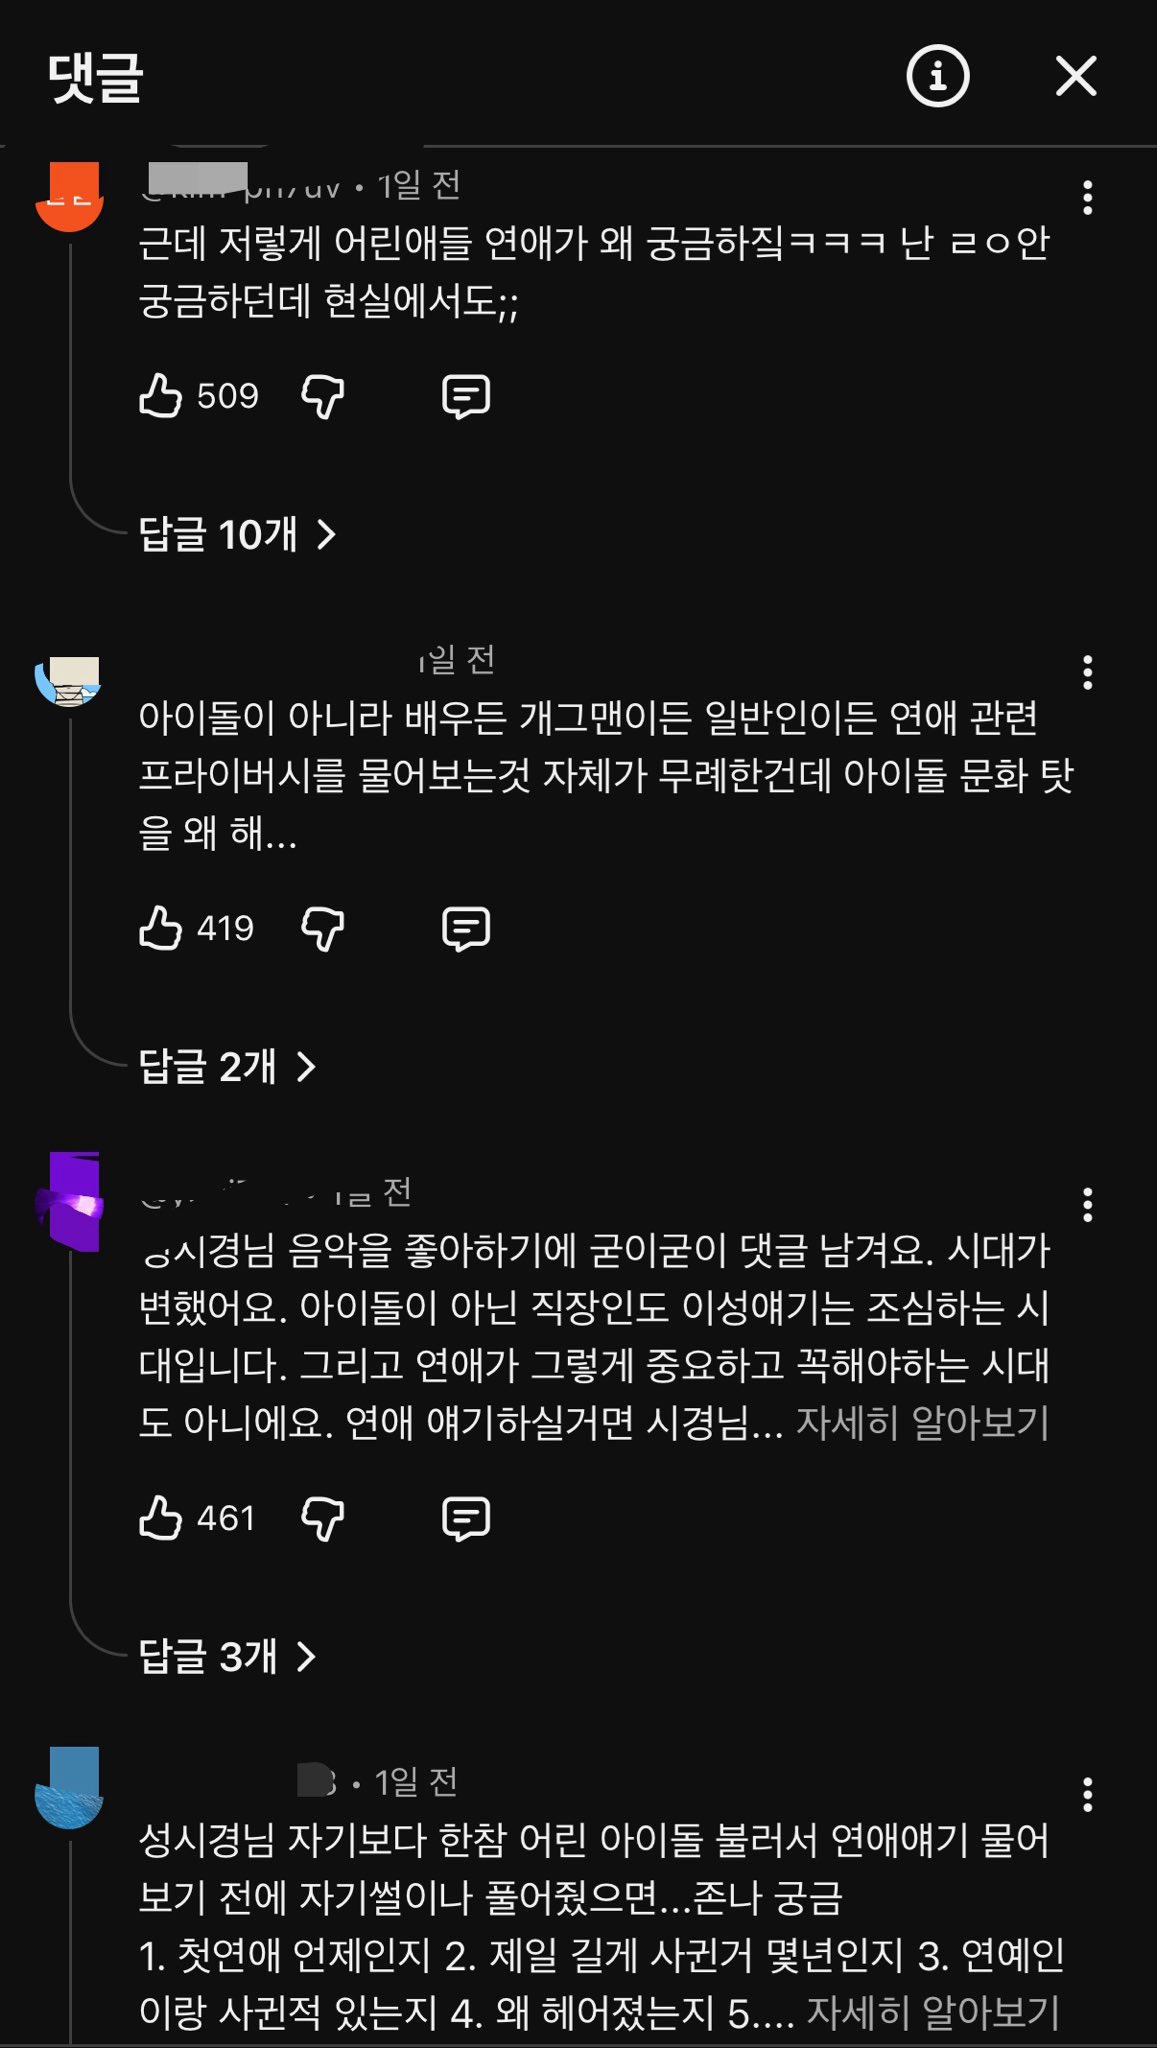 댓글
1일 전
근데 저렇게 어린애들 연애가 왜 궁금하짘ㅋㅋㅋ 난 ㄹㅇ안
궁금하던데 현실에서도;;
509
답글 10개
1일 전
아이돌이 아니라 배우든 개그맨이든 일반인이든 연애 관련
프라이버시를 물어보는것 자체가 무례한건데 아이돌 문화 탓
을 왜 해...
419
답글 2개
1일 전
성시경님 음악을 좋아하기에 굳이굳이 댓글 남겨요. 시대가
변했어요. 아이돌이 아닌 직장인도 이성얘기는 조심하는 시
대입니다. 그리고 연애가 그렇게 중요하고 꼭해야하는 시대
도 아니에요. 연애 얘기하실거면 시경님... 자세히 알아보기
461
답글 3개
• 1일 전
성시경님 자기보다 한참 어린 아이돌 불러서 연애얘기 물어
보기 전에 자기썰이나 풀어줬으면...존나 궁금
1. 첫연애 언제인지 2. 제일 길게 사귄거 몇년인지 3. 연예인
이랑 사귄적 있는지 4. 왜 헤어졌는지 5.... 자세히 알아보기